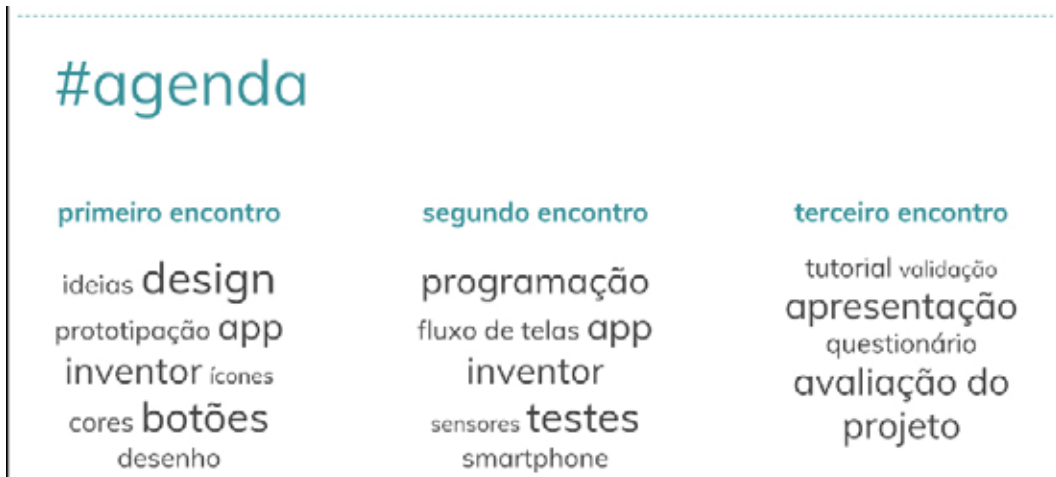 #agenda
primeiro encontro
ideias design
prototipação app
inventor ícones
cores botões
desenho
segundo encontro
programação
fluxo de telas app
inventor
sensores testes
smartphone
terceiro encontro
tutorial validação
apresentação
questionário
avaliação do
projeto